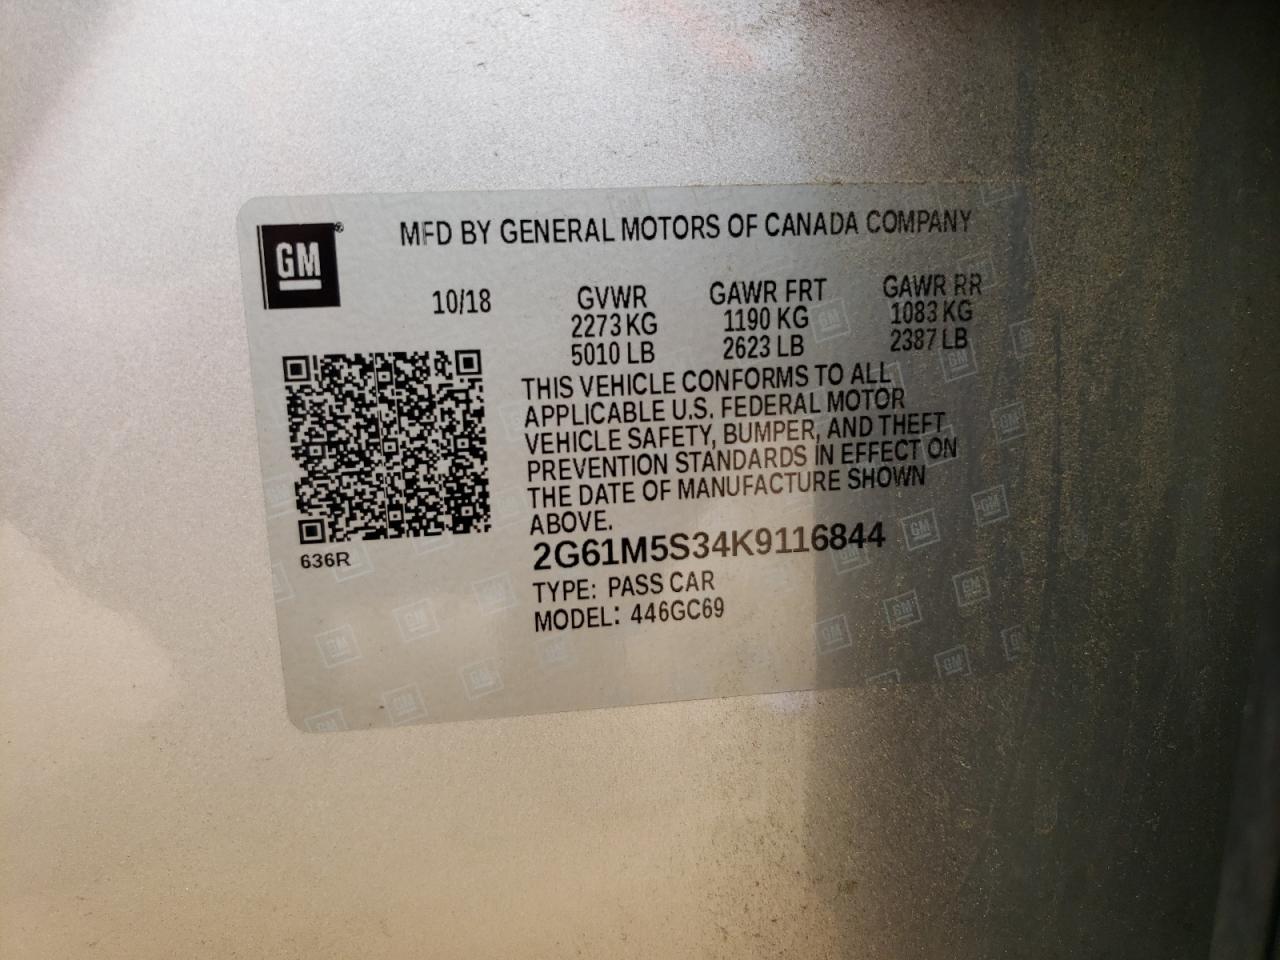 GM®
MFD BY GENERAL MOTORS OF CANADA COMPANY
10/18
GVWR
2273 KG
5010 LB
GAWR FRT
1190 KG
2623 LB
GAWR RR
1083 KG
2387 LB
THIS VEHICLE CONFORMS TO ALL
APPLICABLE U.S. FEDERAL MOTOR
VEHICLE SAFETY, BUMPER, AND THEFT
PREVENTION STANDARDS IN EFFECT ON
THE DATE OF MANUFACTURE SHOWN
ABOVE.
636R
2G61M5S34K9116844
TYPE: PASS CAR
MODEL: 446GC69